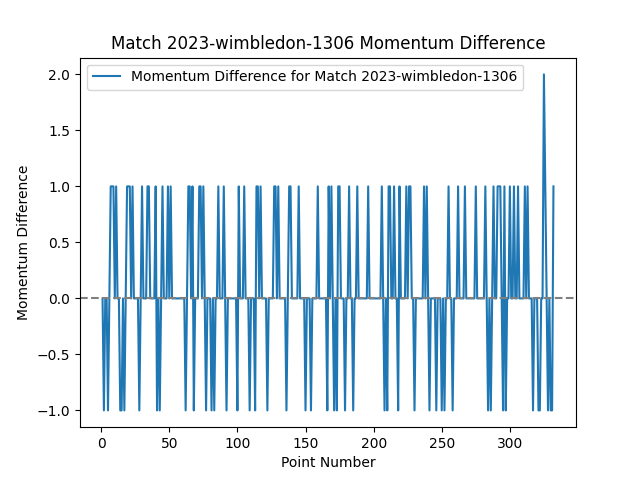 Match 2023-wimbledon-1306 Momentum Difference
Momentum Difference for Match 2023-wimbledon-1306
2.0
1.5
1.0
0.5
0.0
−0.5
−1.0
Momentum Difference
0 50 100 150 200 250 300
Point Number